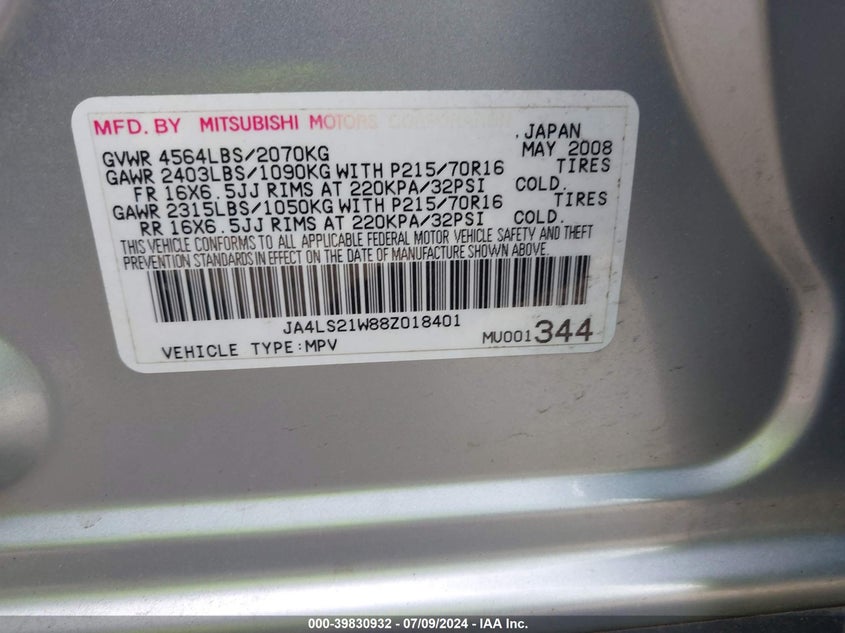 MFD. BY MITSUBISHI MOTORS CORPORATION, JAPAN
GVWR 4564LBS/2070KG MAY 2008
GAWR 2403LBS/1090KG WITH P215/70R16 TIRES
FR 16X6.5JJ RIMS AT 220KPA/32PSI COLD.
GAWR 2315LBS/1050KG WITH P215/70R16 TIRES
RR 16X6.5JJ RIMS AT 220KPA/32PSI COLD.
THIS VEHICLE CONFORMS TO ALL APPLICABLE FEDERAL MOTOR VEHICLE SAFETY AND THEFT
PREVENTION STANDARDS IN EFFECT ON THE DATE OF MANUFACTURE SHOWN ABOVE.
JA4LS21W88Z018401
VEHICLE TYPE:MPV MU001344
000-39830932 - 07/09/2024 - IAA Inc.